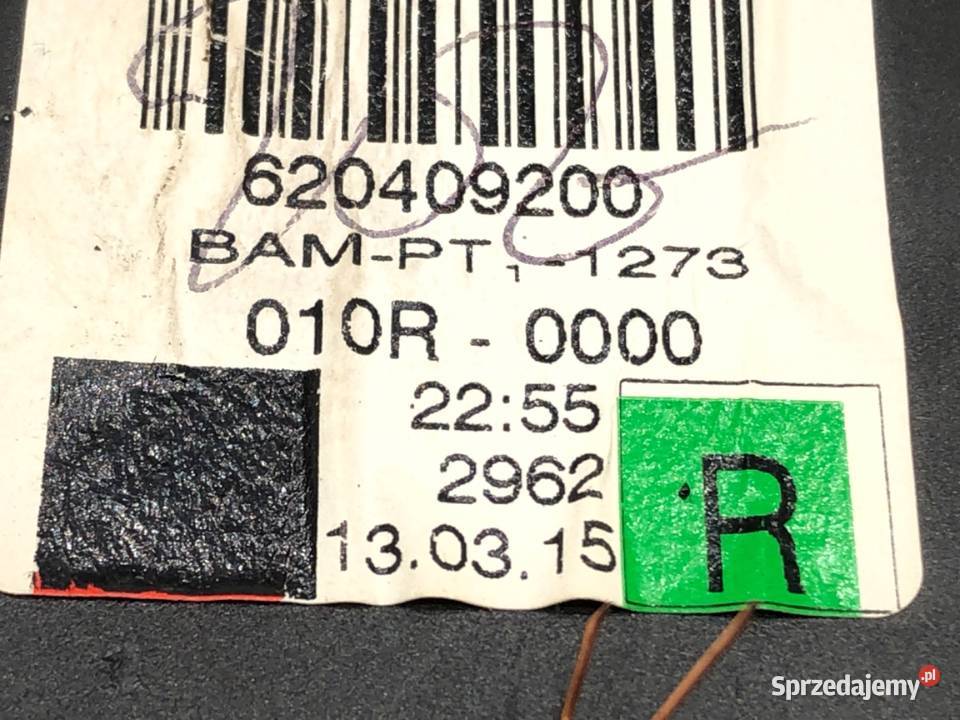 620409200
BAM-PT1-1273
010R - 0000
22:55
2962
13.03.15
R
Sprzedajemy.pl